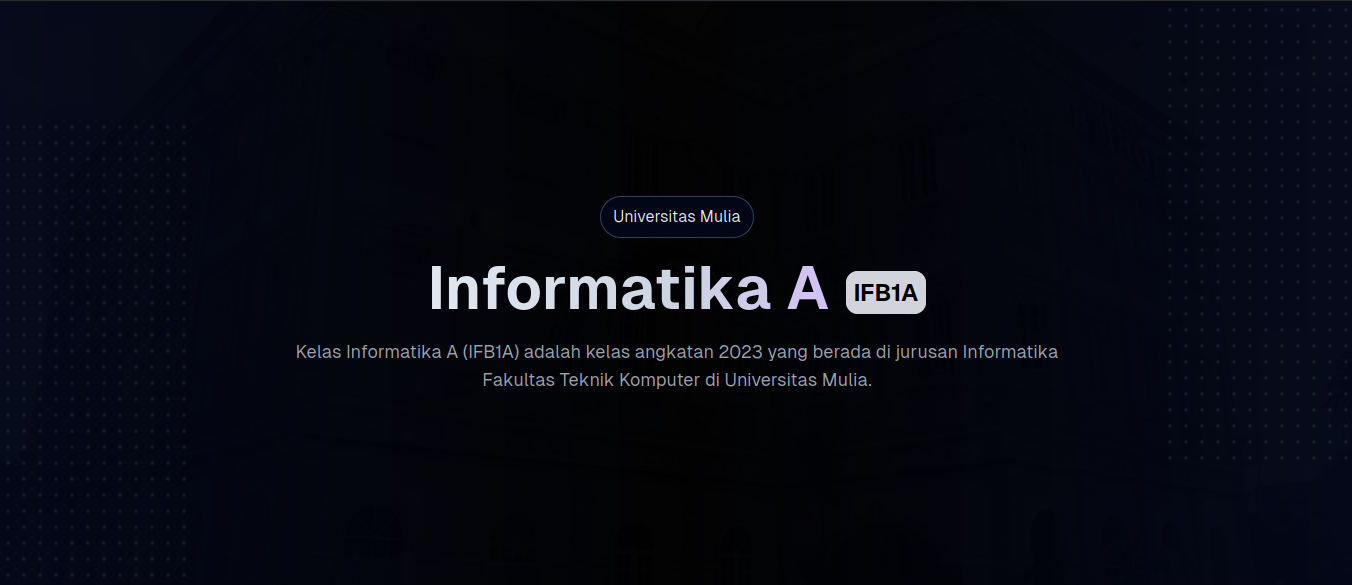 Universitas Mulia
Informatika A IFB1A
Kelas Informatika A (IFB1A) adalah kelas angkatan 2023 yang berada di jurusan Informatika
Fakultas Teknik Komputer di Universitas Mulia.